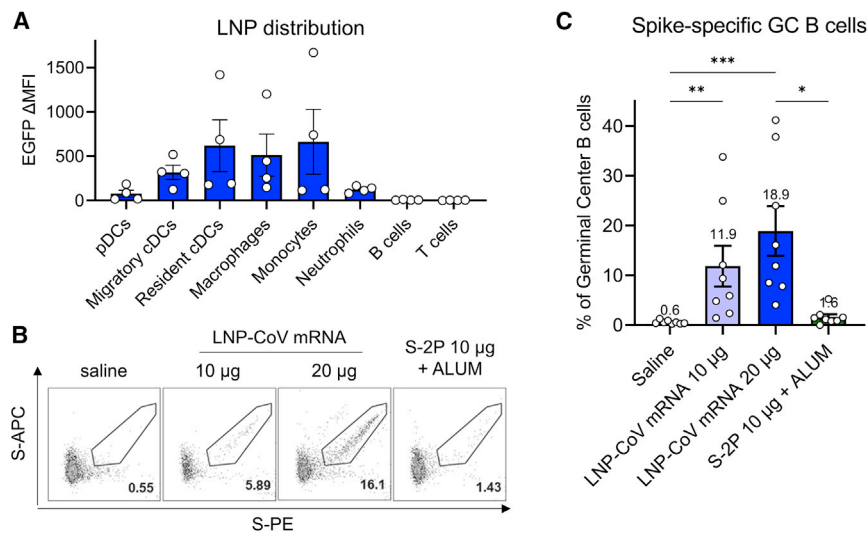 A
LNP distribution
EGFP ΔMFI
1500
1000
500
0
pDCs
Migratory cDCs
Resident cDCs
Macrophages
Monocytes
Neutrophils
B cells
T cells
B
LNP-CoV mRNA
saline
10 µg
20 µg
S-2P 10 µg
+ ALUM
S-APC
0.55
5.89
16.1
1.43
S-PE
C
Spike-specific GC B cells
***
**
*
% of Germinal Center B cells
40
30
20
10
0
0.6
11.9
18.9
1.6
Saline
LNP-CoV mRNA 10 µg
LNP-CoV mRNA 20 µg
S-2P 10 µg + ALUM